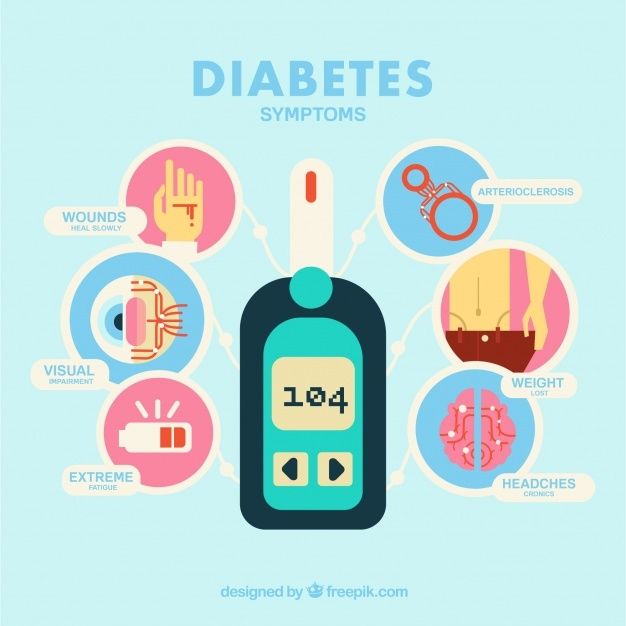 DIABETES
SYMPTOMS
WOUNDS
HEAL SLOWLY
ARTERIOCLEROSIS
VISUAL
IMPAIRMENT
WEIGHT
LOST
104
EXTREME
FATIGUE
HEADCHES
CRONICS
designed by freepik.com